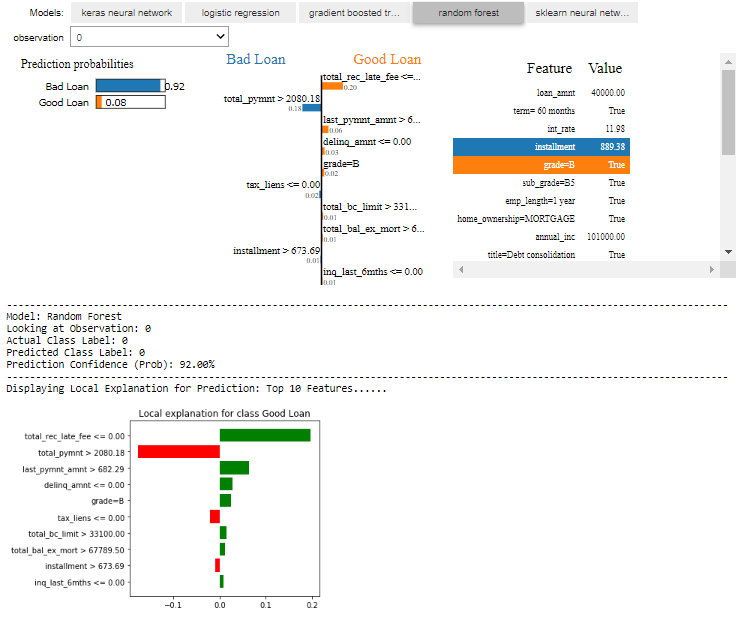 Models: keras neural network logistic regression gradient boosted tr... random forest sklearn neural netw...
observation 0
Prediction probabilities
Bad Loan 0.92
Good Loan 0.08
Bad Loan Good Loan
total_rec_late_fee <=...
0.20
total_pymnt > 2080.18
0.18
last_pymnt_amnt > 6...
0.06
delinq_amnt <= 0.00
0.03
grade=B
0.02
tax_liens <= 0.00
0.02
total_bc_limit > 331...
0.01
total_bal_ex_mort > 6...
0.01
installment > 673.69
0.01
inq_last_6mths <= 0.00
0.01
Feature Value
loan_amnt 40000.00
term= 60 months True
int_rate 11.98
installment 889.38
grade=B True
sub_grade=B5 True
emp_length=1 year True
home_ownership=MORTGAGE True
annual_inc 101000.00
title=Debt consolidation True
Model: Random Forest
Looking at Observation: 0
Actual Class Label: 0
Predicted Class Label: 0
Prediction Confidence (Prob): 92.00%
Displaying Local Explanation for Prediction: Top 10 Features......
Local explanation for class Good Loan
total_rec_late_fee <= 0.00
total_pymnt > 2080.18
last_pymnt_amnt > 682.29
delinq_amnt <= 0.00
grade=B
tax_liens <= 0.00
total_bc_limit > 33100.00
total_bal_ex_mort > 67789.50
installment > 673.69
inq_last_6mths <= 0.00
−0.1 0.0 0.1 0.2